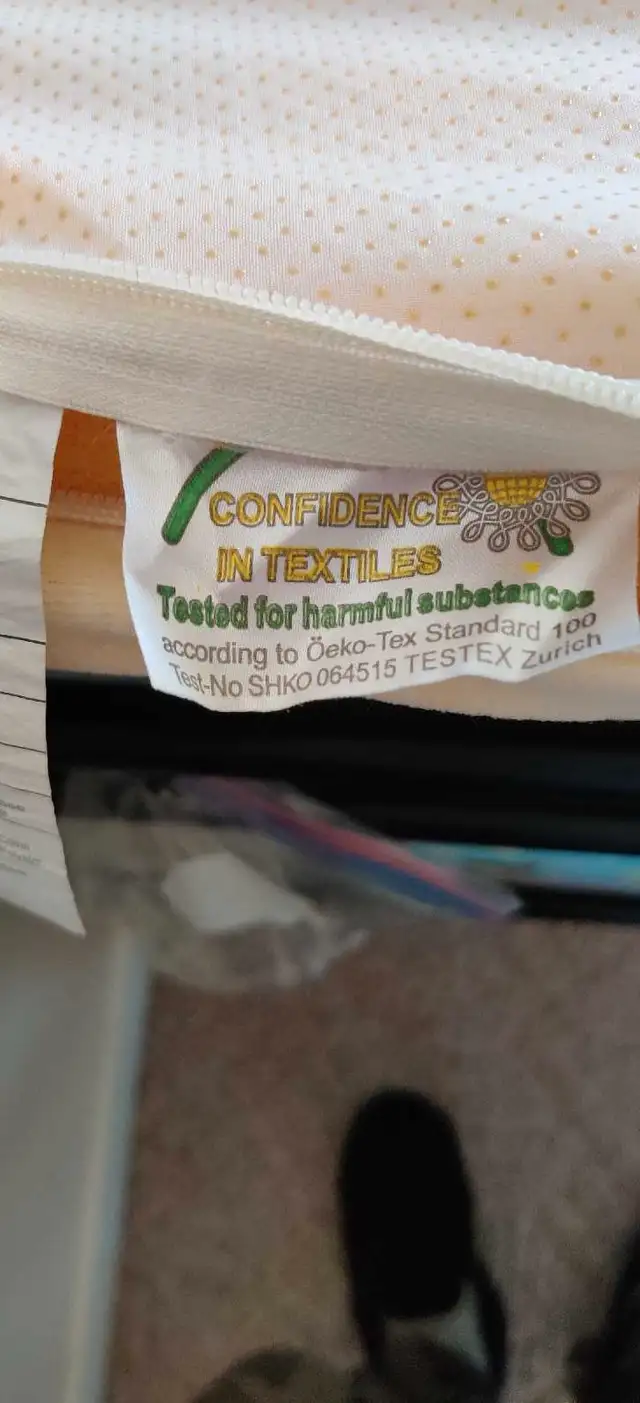 CONFIDENCE
IN TEXTILES
Tested for harmful substances
according to Öeko-Tex Standard 100
Test-No SHKO 064515 TESTEX Zurich